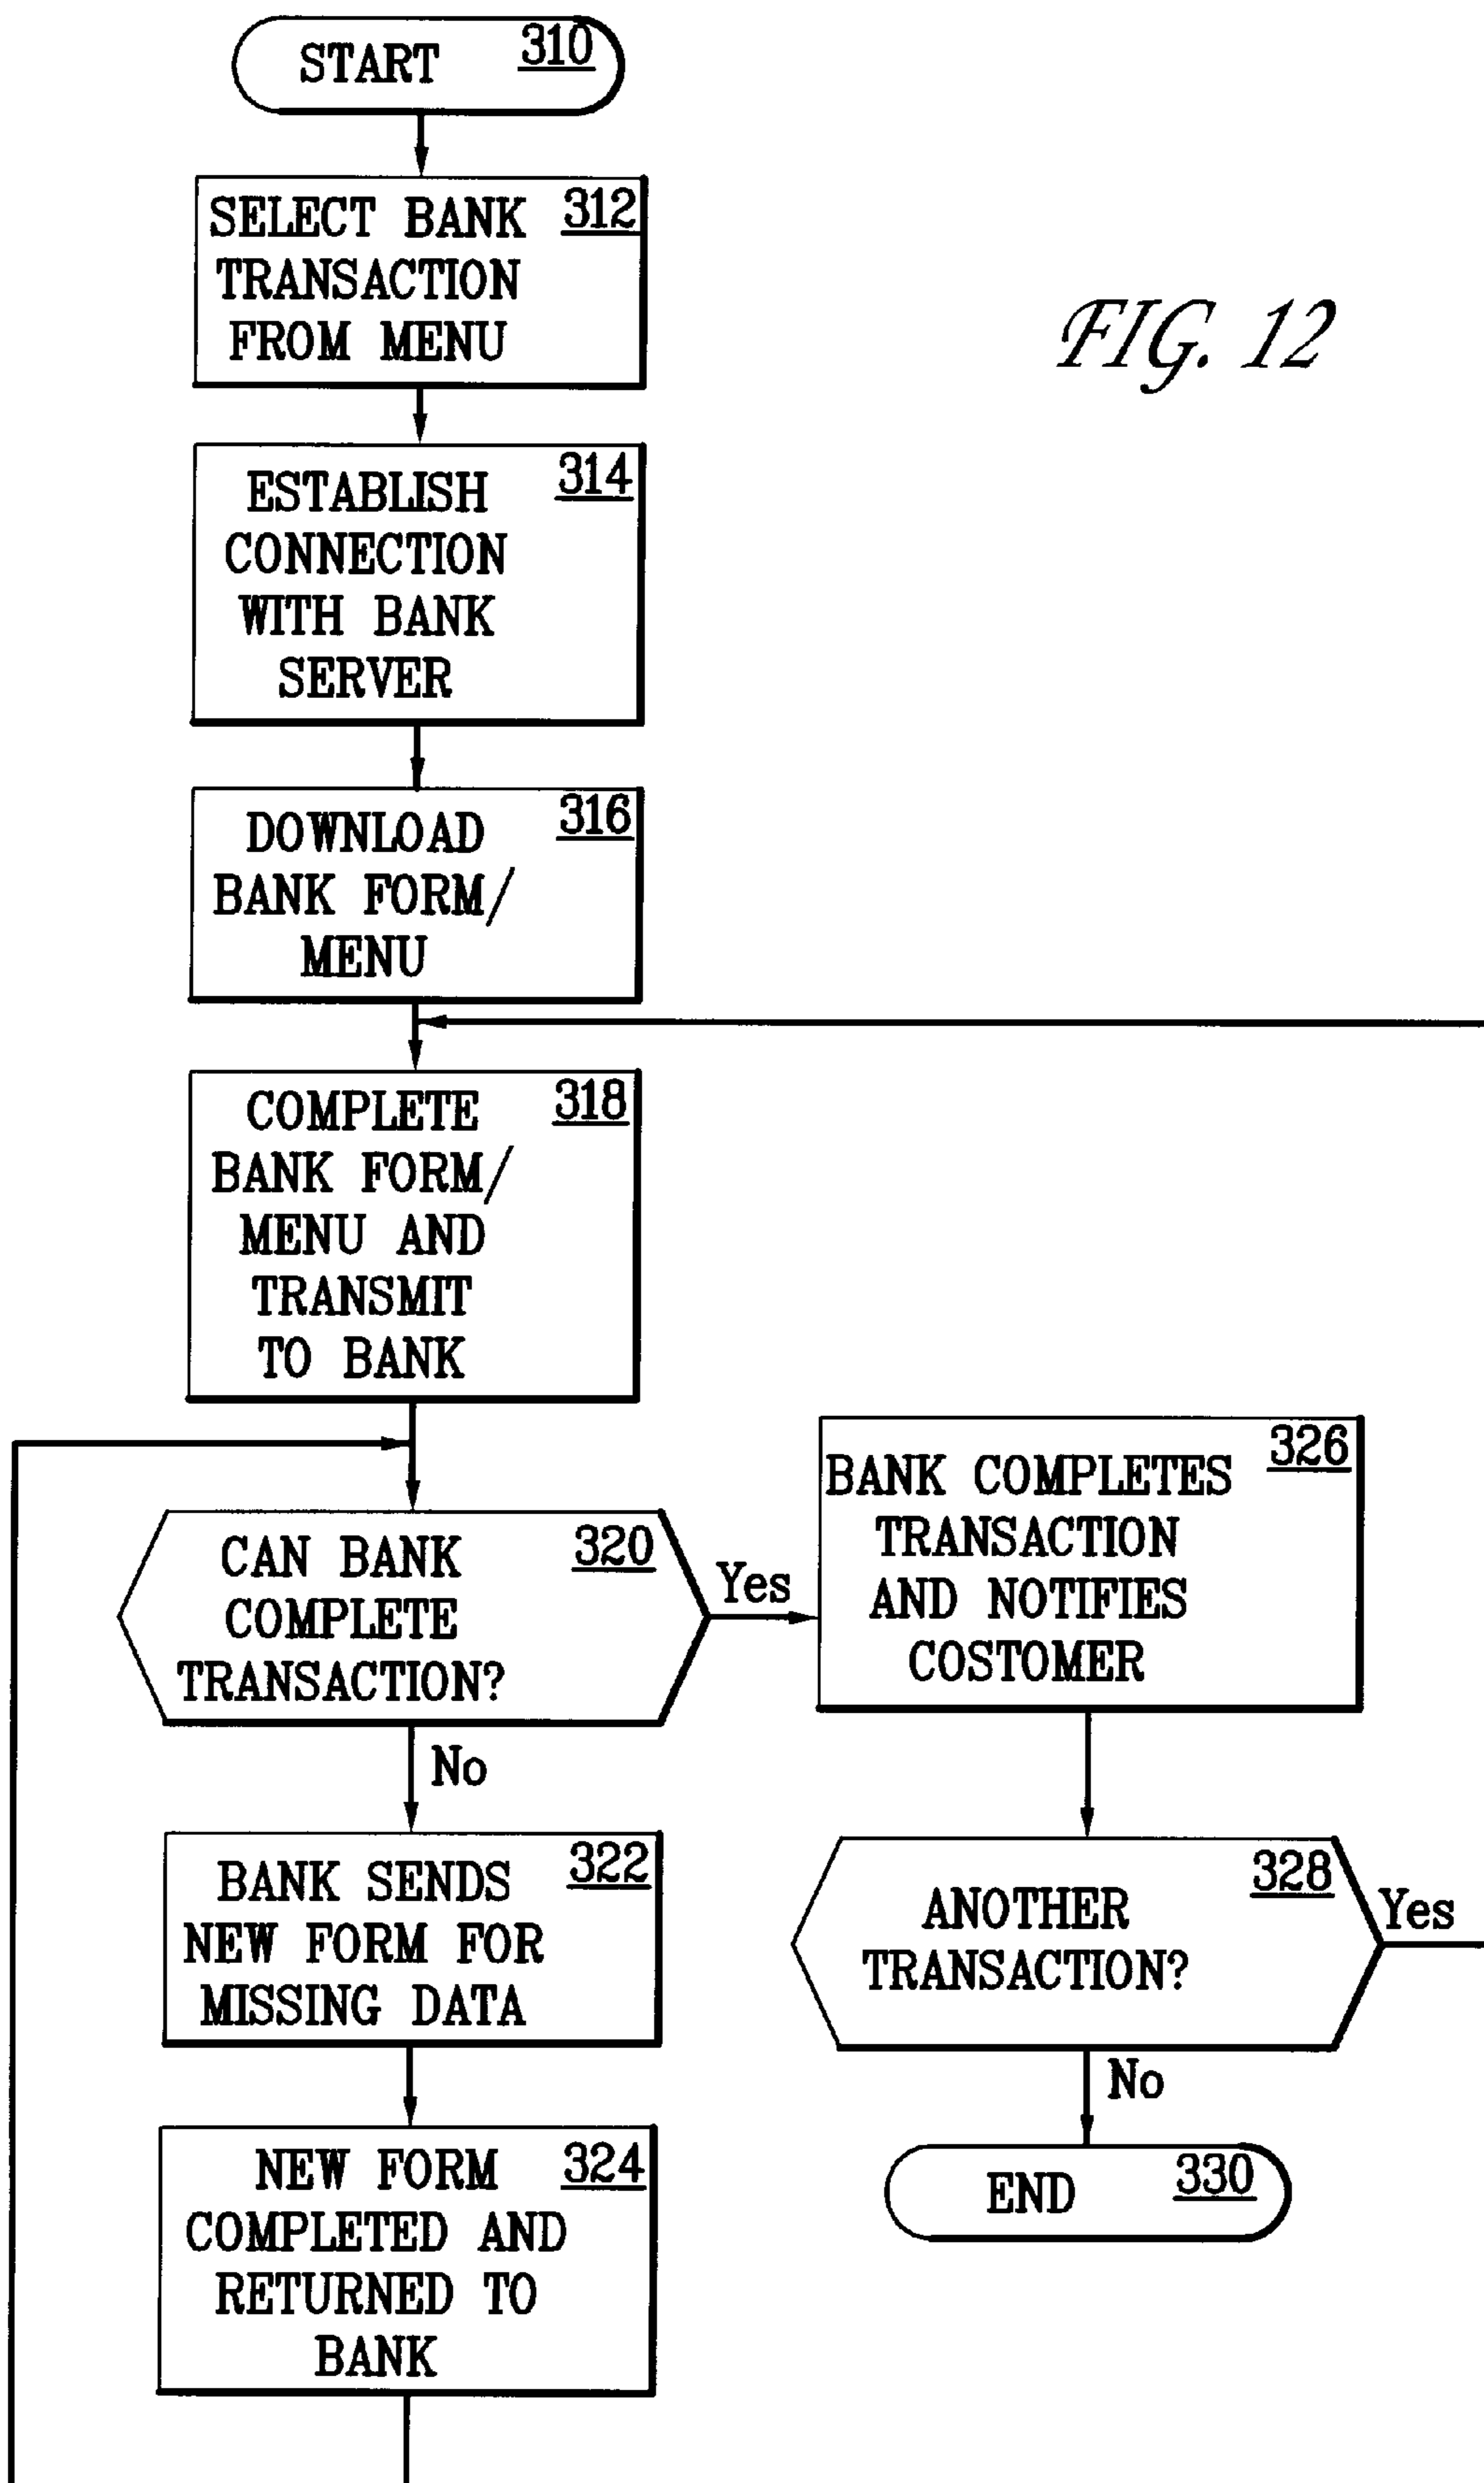 START 310
SELECT BANK 312
TRANSACTION
FROM MENU
FIG. 12
ESTABLISH 314
CONNECTION
WITH BANK
SERVER
DOWNLOAD 316
BANK FORM/
MENU
COMPLETE 318
BANK FORM/
MENU AND
TRANSMIT
TO BANK
CAN BANK 320
COMPLETE
TRANSACTION?
Yes
No
BANK COMPLETES 326
TRANSACTION
AND NOTIFIES
COSTOMER
BANK SENDS 322
NEW FORM FOR
MISSING DATA
ANOTHER 328
TRANSACTION?
Yes
No
NEW FORM 324
COMPLETED AND
RETURNED TO
BANK
END 330